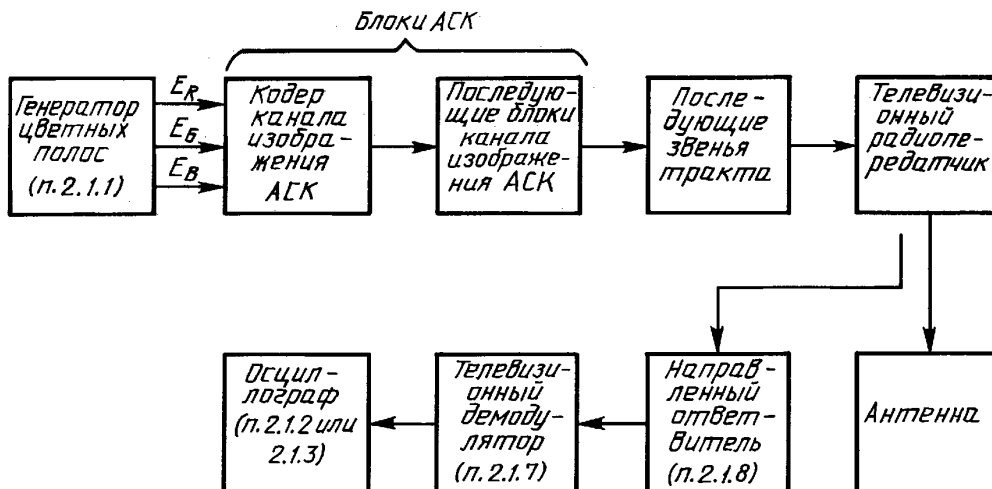 Блоки АСК
Генератор
цветных
полос
(п. 2.1.1)
E_R
E_Б
E_В
Кодер
канала
изобра-
жения
АСК
Последую-
щие блоки
канала
изображе-
ния АСК
После-
дующие
звенья
тракта
Телевизи-
онный
радиопе-
редатчик
Осцил-
лограф
(п.2.1.2 или
2.1.3)
Телевизи-
онный
демоду-
лятор
(п.2.1.7)
Направ-
ленный
ответ-
витель
(п.2.1.8)
Антенна